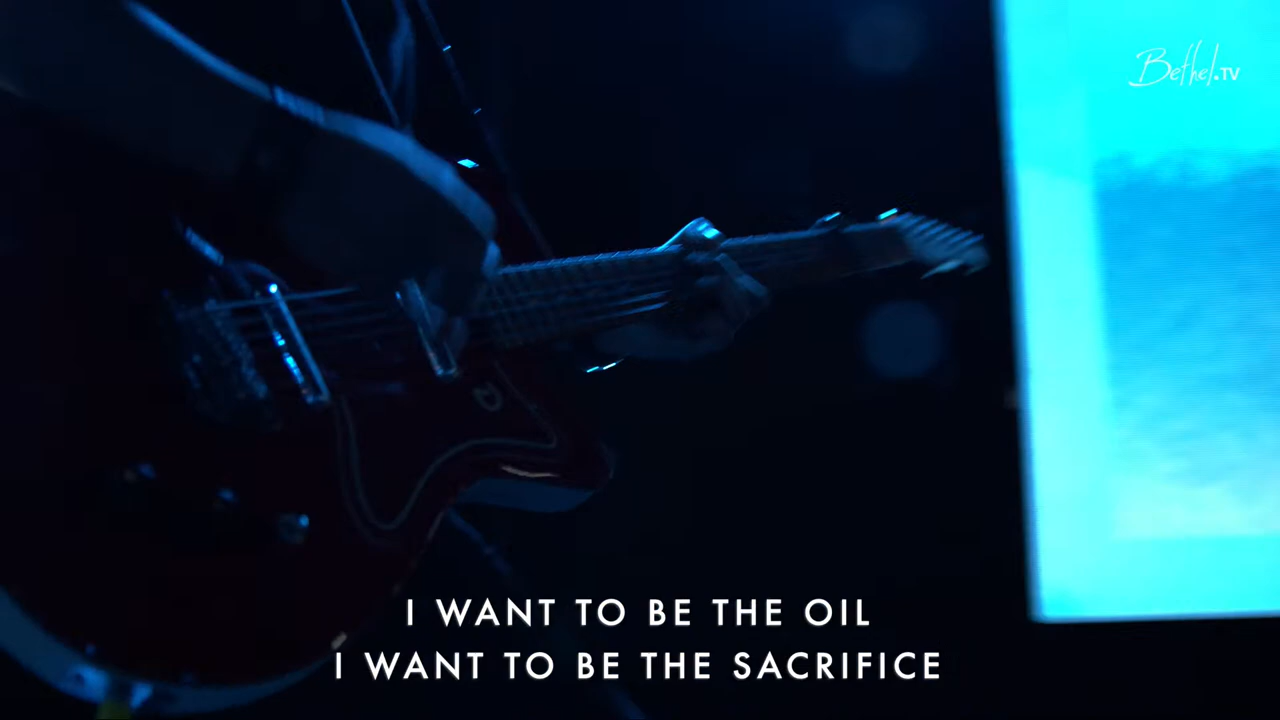 Bethel.TV
I WANT TO BE THE OIL
I WANT TO BE THE SACRIFICE